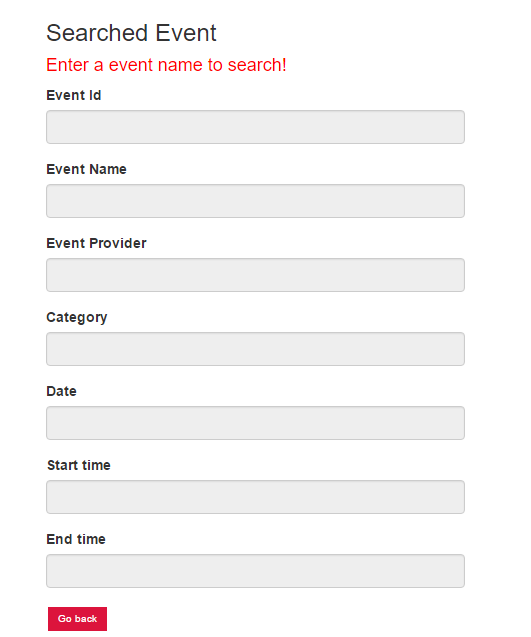 Searched Event
Enter a event name to search!
Event Id
Event Name
Event Provider
Category
Date
Start time
End time
Go back